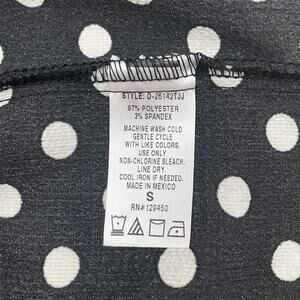 STYLE: D-26142TJJ
97% POLYESTER
3% SPANDEX
MACHINE WASH COLD
GENTLE CYCLE
WITH LIKE COLORS.
USE ONLY
NON-CHLORINE BLEACH.
LINE DRY.
COOL IRON IF NEEDED.
MADE IN MEXICO
S
RN# 129450